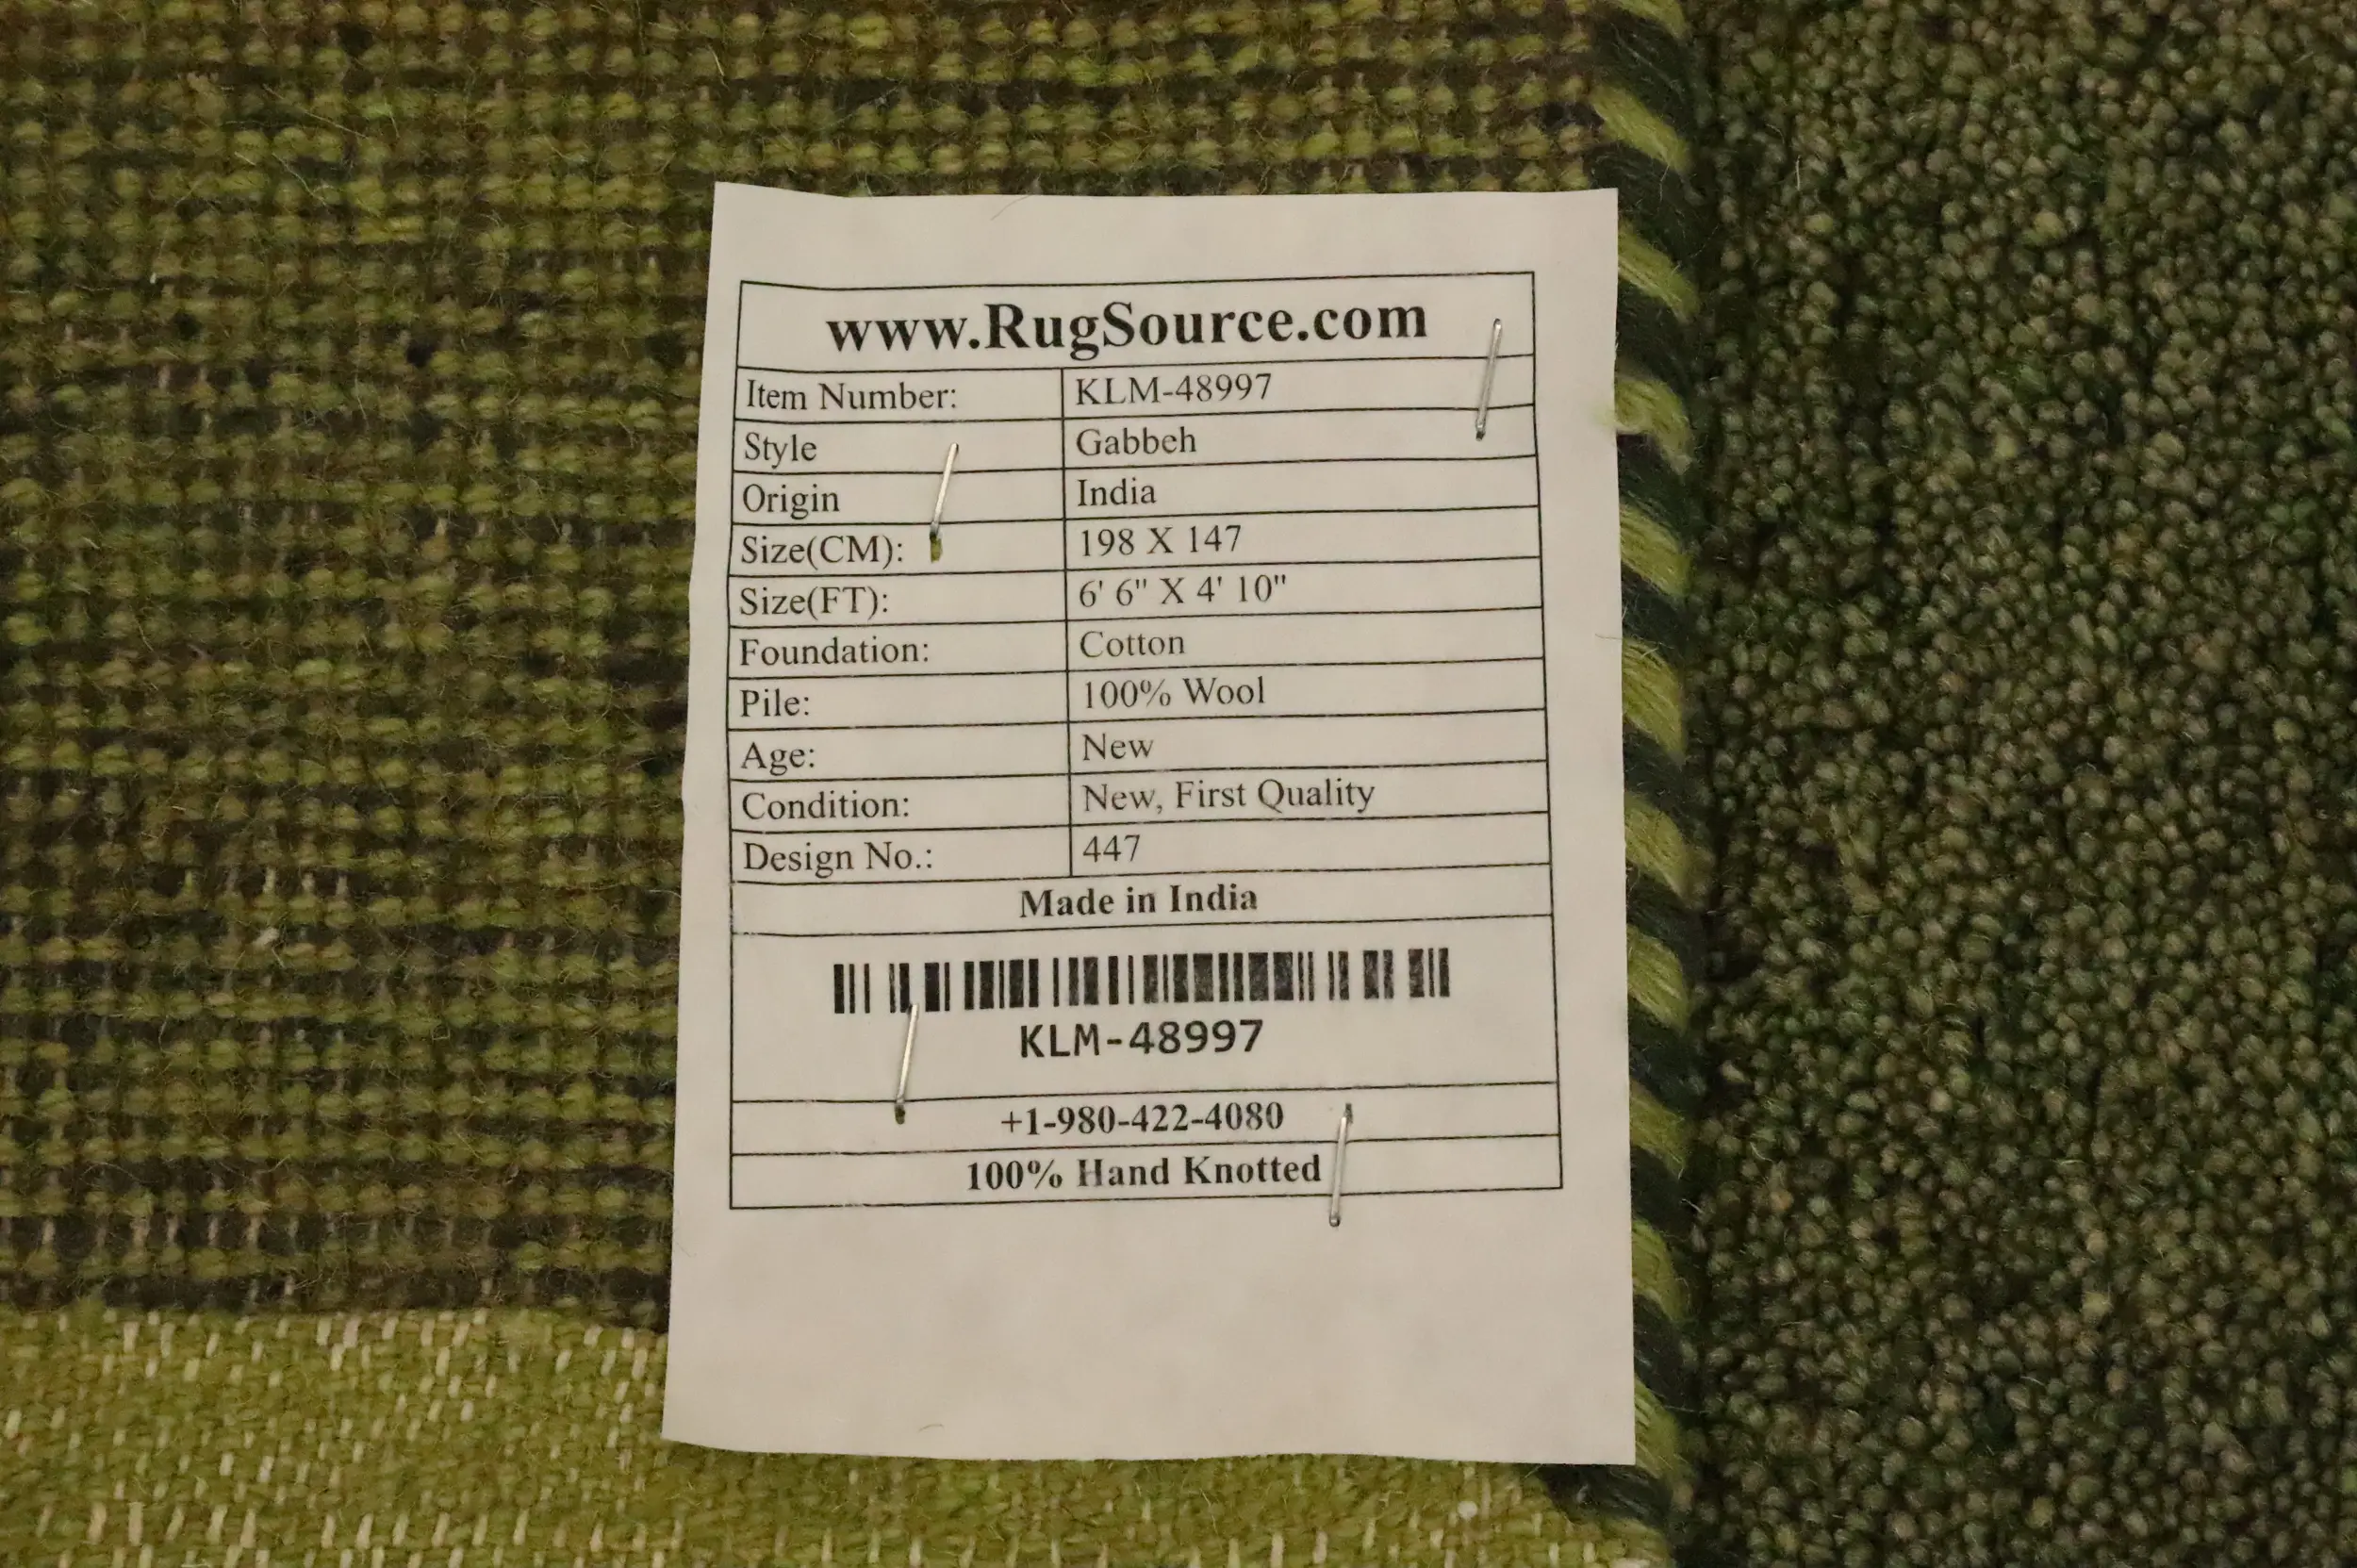 www.RugSource.com
Item Number: KLM-48997
Style Gabbeh
Origin India
Size(CM): 198 X 147
Size(FT): 6' 6" X 4' 10"
Foundation: Cotton
Pile: 100% Wool
Age: New
Condition: New, First Quality
Design No.: 447
Made in India
KLM-48997
+1-980-422-4080
100% Hand Knotted